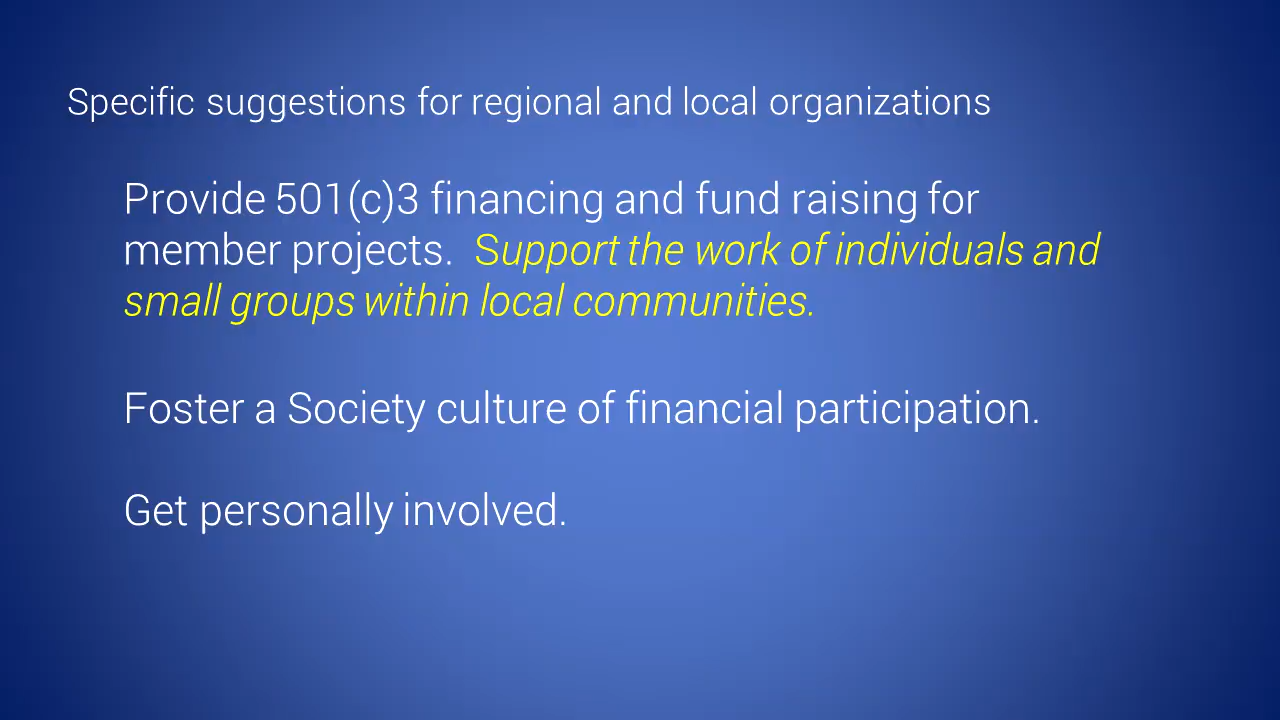 Specific suggestions for regional and local organizations
Provide 501(c)3 financing and fund raising for
member projects.  Support the work of individuals and
small groups within local communities.
Foster a Society culture of financial participation.
Get personally involved.